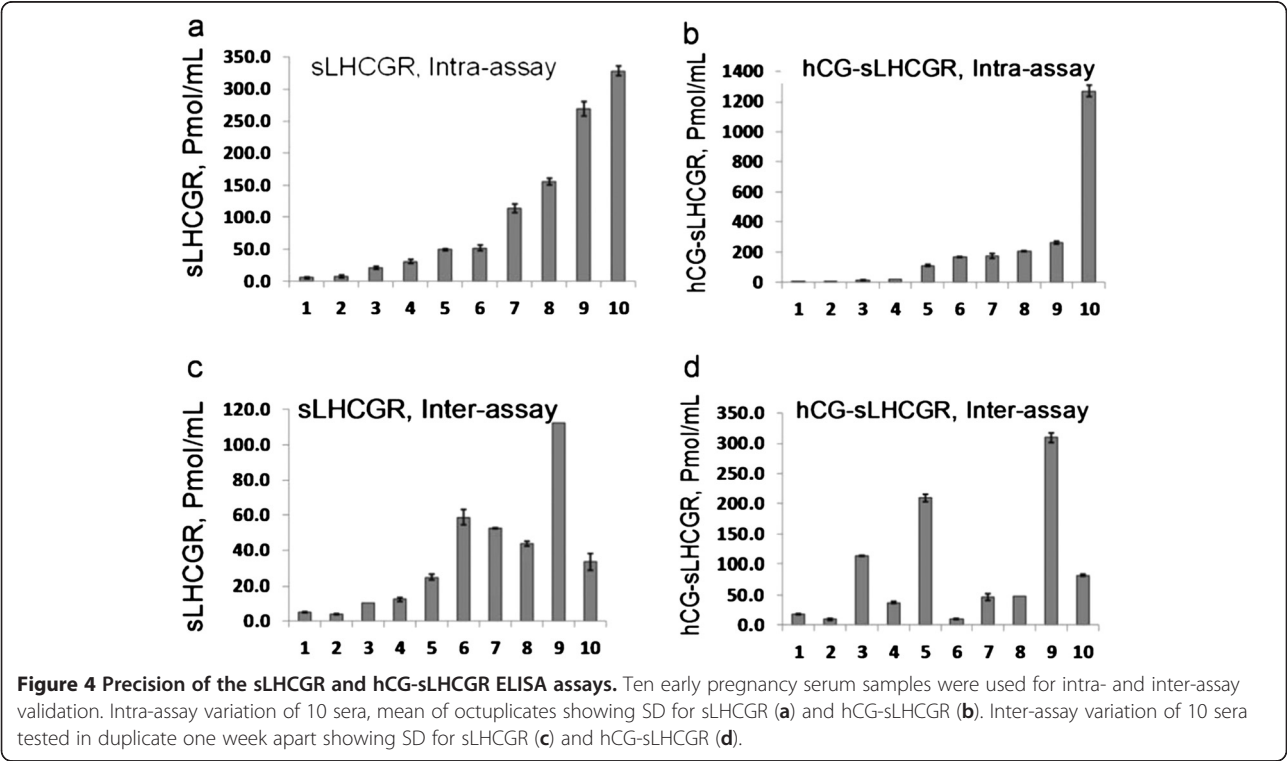 a
sLHCGR, Intra-assay
sLHCGR, Pmol/mL
350.0
300.0
250.0
200.0
150.0
100.0
50.0
0.0
1 2 3 4 5 6 7 8 9 10
b
hCG-sLHCGR, Intra-assay
hCG-sLHCGR, Pmol/mL
1400
1200
1000
800
600
400
200
0
1 2 3 4 5 6 7 8 9 10
c
sLHCGR, Inter-assay
sLHCGR, Pmol/mL
120.0
100.0
80.0
60.0
40.0
20.0
0.0
1 2 3 4 5 6 7 8 9 10
d
hCG-sLHCGR, Inter-assay
hCG-sLHCGR, Pmol/mL
350.0
300.0
250.0
200.0
150.0
100.0
50.0
0.0
1 2 3 4 5 6 7 8 9 10
Figure 4 Precision of the sLHCGR and hCG-sLHCGR ELISA assays. Ten early pregnancy serum samples were used for intra- and inter-assay
validation. Intra-assay variation of 10 sera, mean of octuplicates showing SD for sLHCGR (a) and hCG-sLHCGR (b). Inter-assay variation of 10 sera
tested in duplicate one week apart showing SD for sLHCGR (c) and hCG-sLHCGR (d).